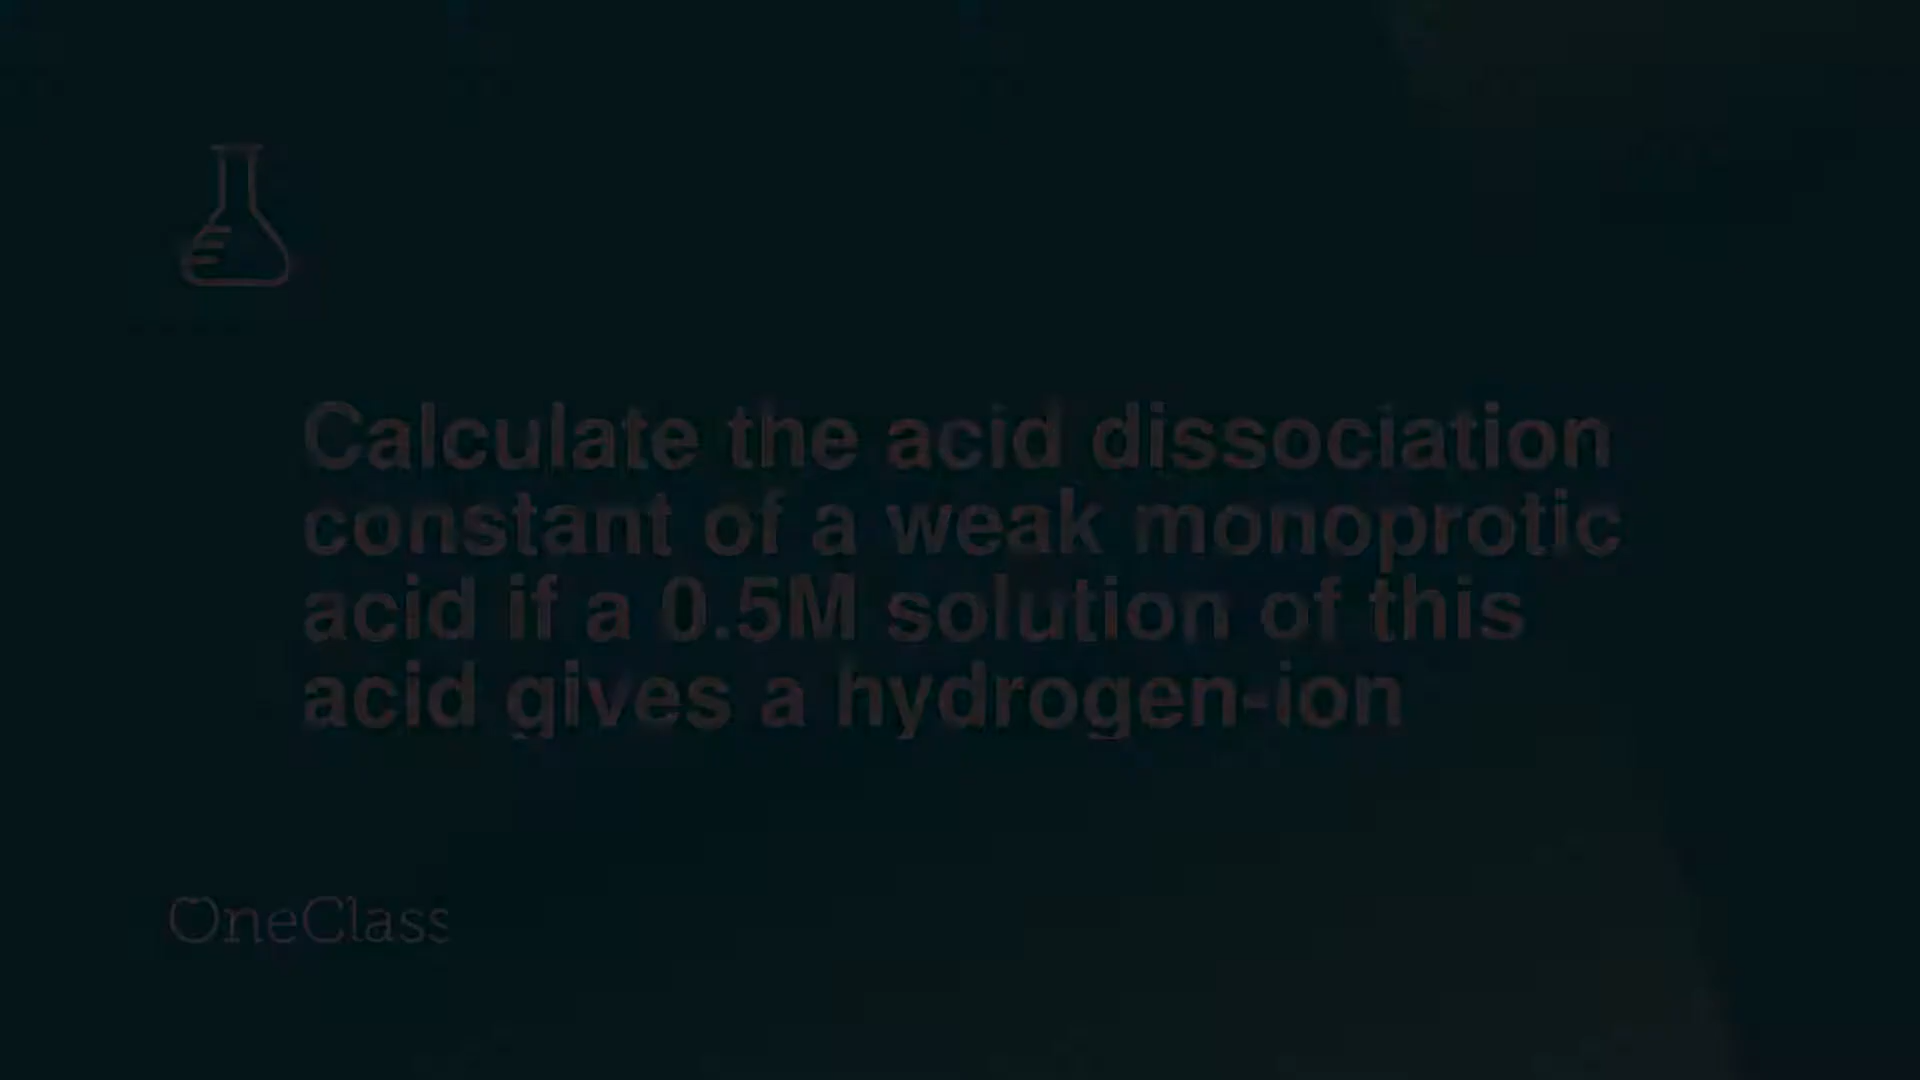 Calculate the acid dissociation
constant of a weak monoprotic
acid if a 0.5M solution of this
acid gives a hydrogen-ion
OneClass